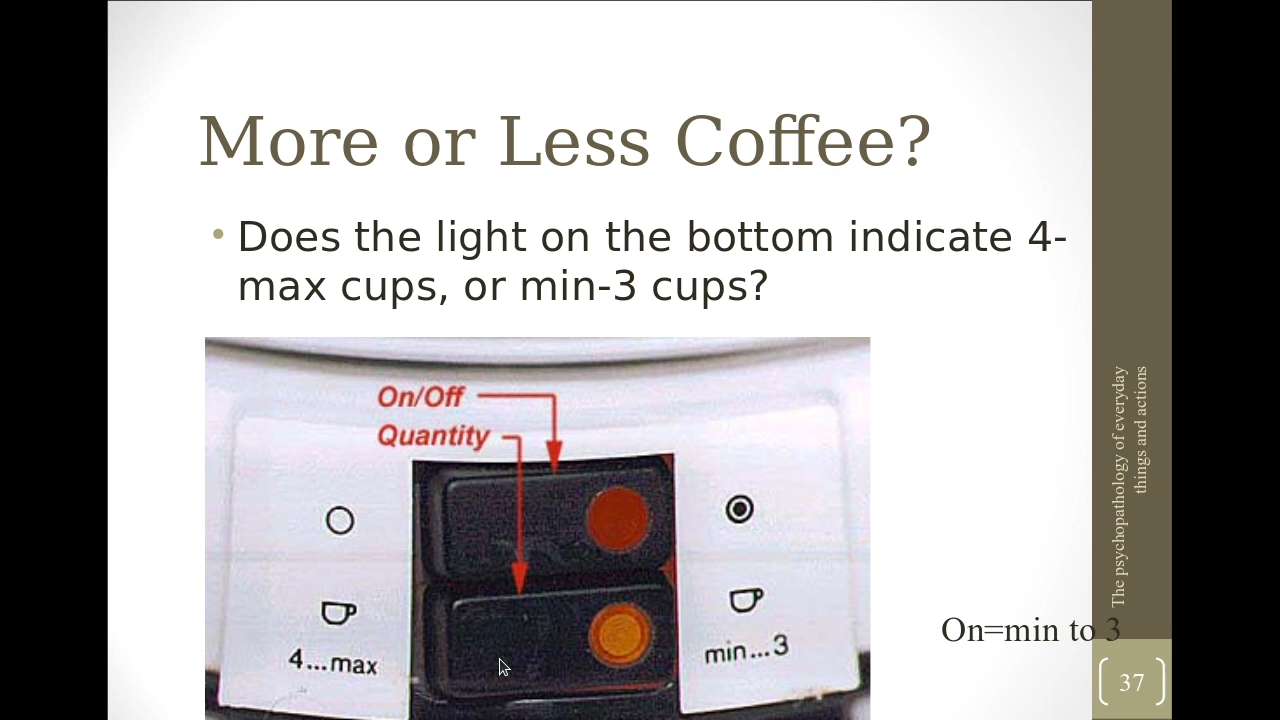 More or Less Coffee?
• Does the light on the bottom indicate 4-
max cups, or min-3 cups?
On/Off
Quantity
4...max
min...3
On=min to 3
The psychopathology of everyday
things and actions
37